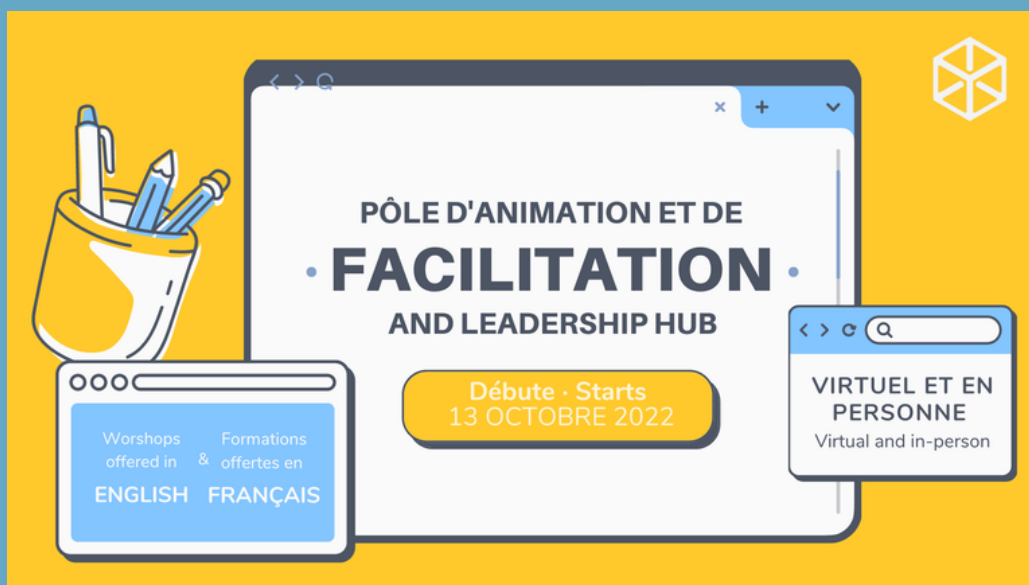 PÔLE D'ANIMATION ET DE
· FACILITATION ·
AND LEADERSHIP HUB
Débute · Starts
13 OCTOBRE 2022
Worshops
offered in
ENGLISH
&
Formations
offertes en
FRANÇAIS
VIRTUEL ET EN
PERSONNE
Virtual and in-person